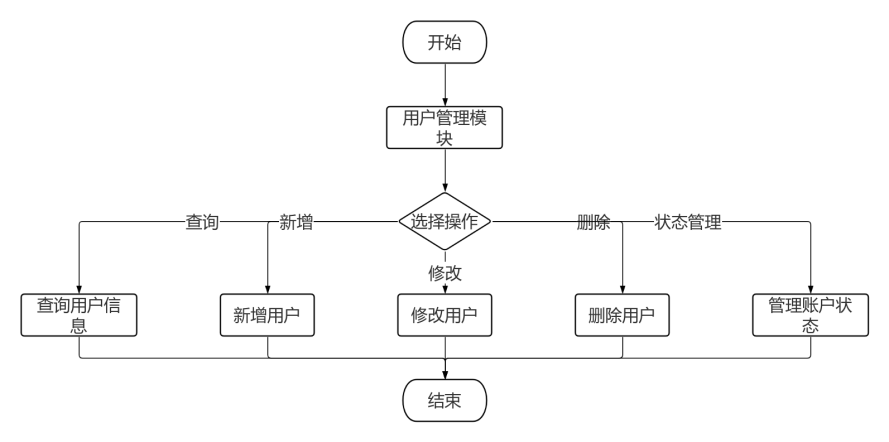 开始
用户管理模
块
选择操作
查询
新增
删除
状态管理
修改
查询用户信
息
新增用户
修改用户
删除用户
管理账户状
态
结束